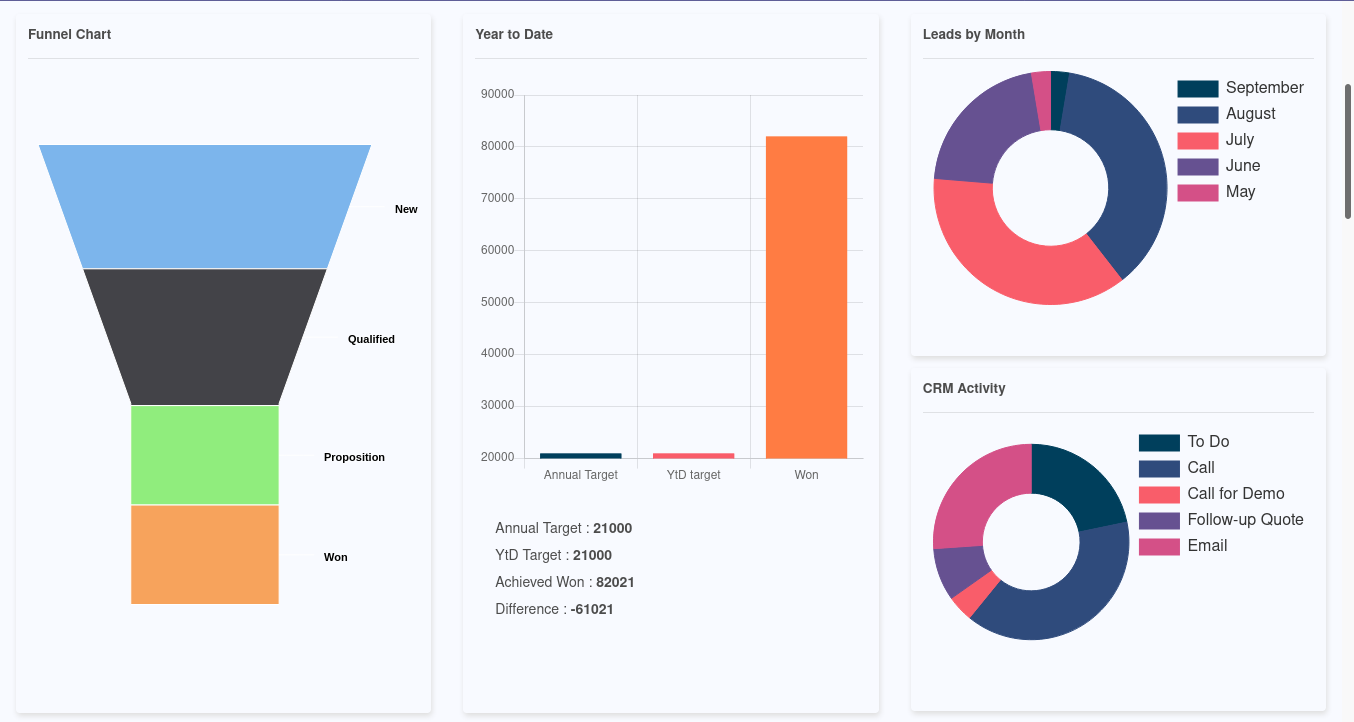 Funnel Chart
New
Qualified
Proposition
Won
Year to Date
90000
80000
70000
60000
50000
40000
30000
20000
Annual Target YtD target Won
Annual Target : 21000
YtD Target : 21000
Achieved Won : 82021
Difference : -61021
Leads by Month
September
August
July
June
May
CRM Activity
To Do
Call
Call for Demo
Follow-up Quote
Email